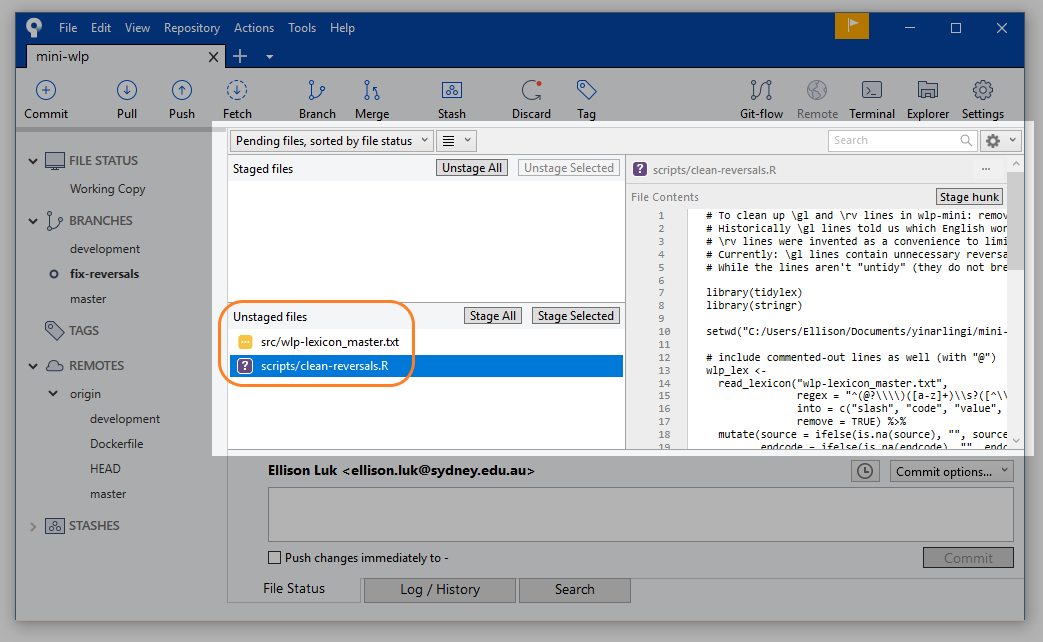 File Edit View Repository Actions Tools Help
mini-wlp
Commit Pull Push Fetch Branch Merge Stash Discard Tag Git-flow Remote Terminal Explorer Settings
Pending files, sorted by file status
Search
FILE STATUS
Working Copy
BRANCHES
development
fix-reversals
master
TAGS
REMOTES
origin
development
Dockerfile
HEAD
master
STASHES
Staged files Unstage All Unstage Selected
Unstaged files Stage All Stage Selected
src/wlp-lexicon_master.txt
? scripts/clean-reversals.R
? scripts/clean-reversals.R ...
File Contents Stage hunk
1 # To clean up \gl and \rv lines in wlp-mini: remov
2 # Historically \gl lines told us which English wor
3 # \rv lines were invented as a convenience to limi
4 # Currently: \gl lines contain unnecessary reversa
5 # While the lines aren't "untidy" (they do not bre
6
7 library(tidylex)
8 library(stringr)
9
10 setwd("C:/Users/Ellison/Documents/yinarlingi/mini-
11
12 # include commented-out lines as well (with "@")
13 wlp_lex <-
14 read_lexicon("wlp-lexicon_master.txt",
15 regex = "^(@?\\\\)([a-z]+)\\s?([^\\
16 into = c("slash", "code", "value",
17 remove = TRUE) %>%
18 mutate(source = ifelse(is.na(source), "", source
19 endcode = ifelse(is.na(endcode), "", endc
Ellison Luk <ellison.luk@sydney.edu.au>
Commit options...
Push changes immediately to -
Commit
File Status Log / History Search